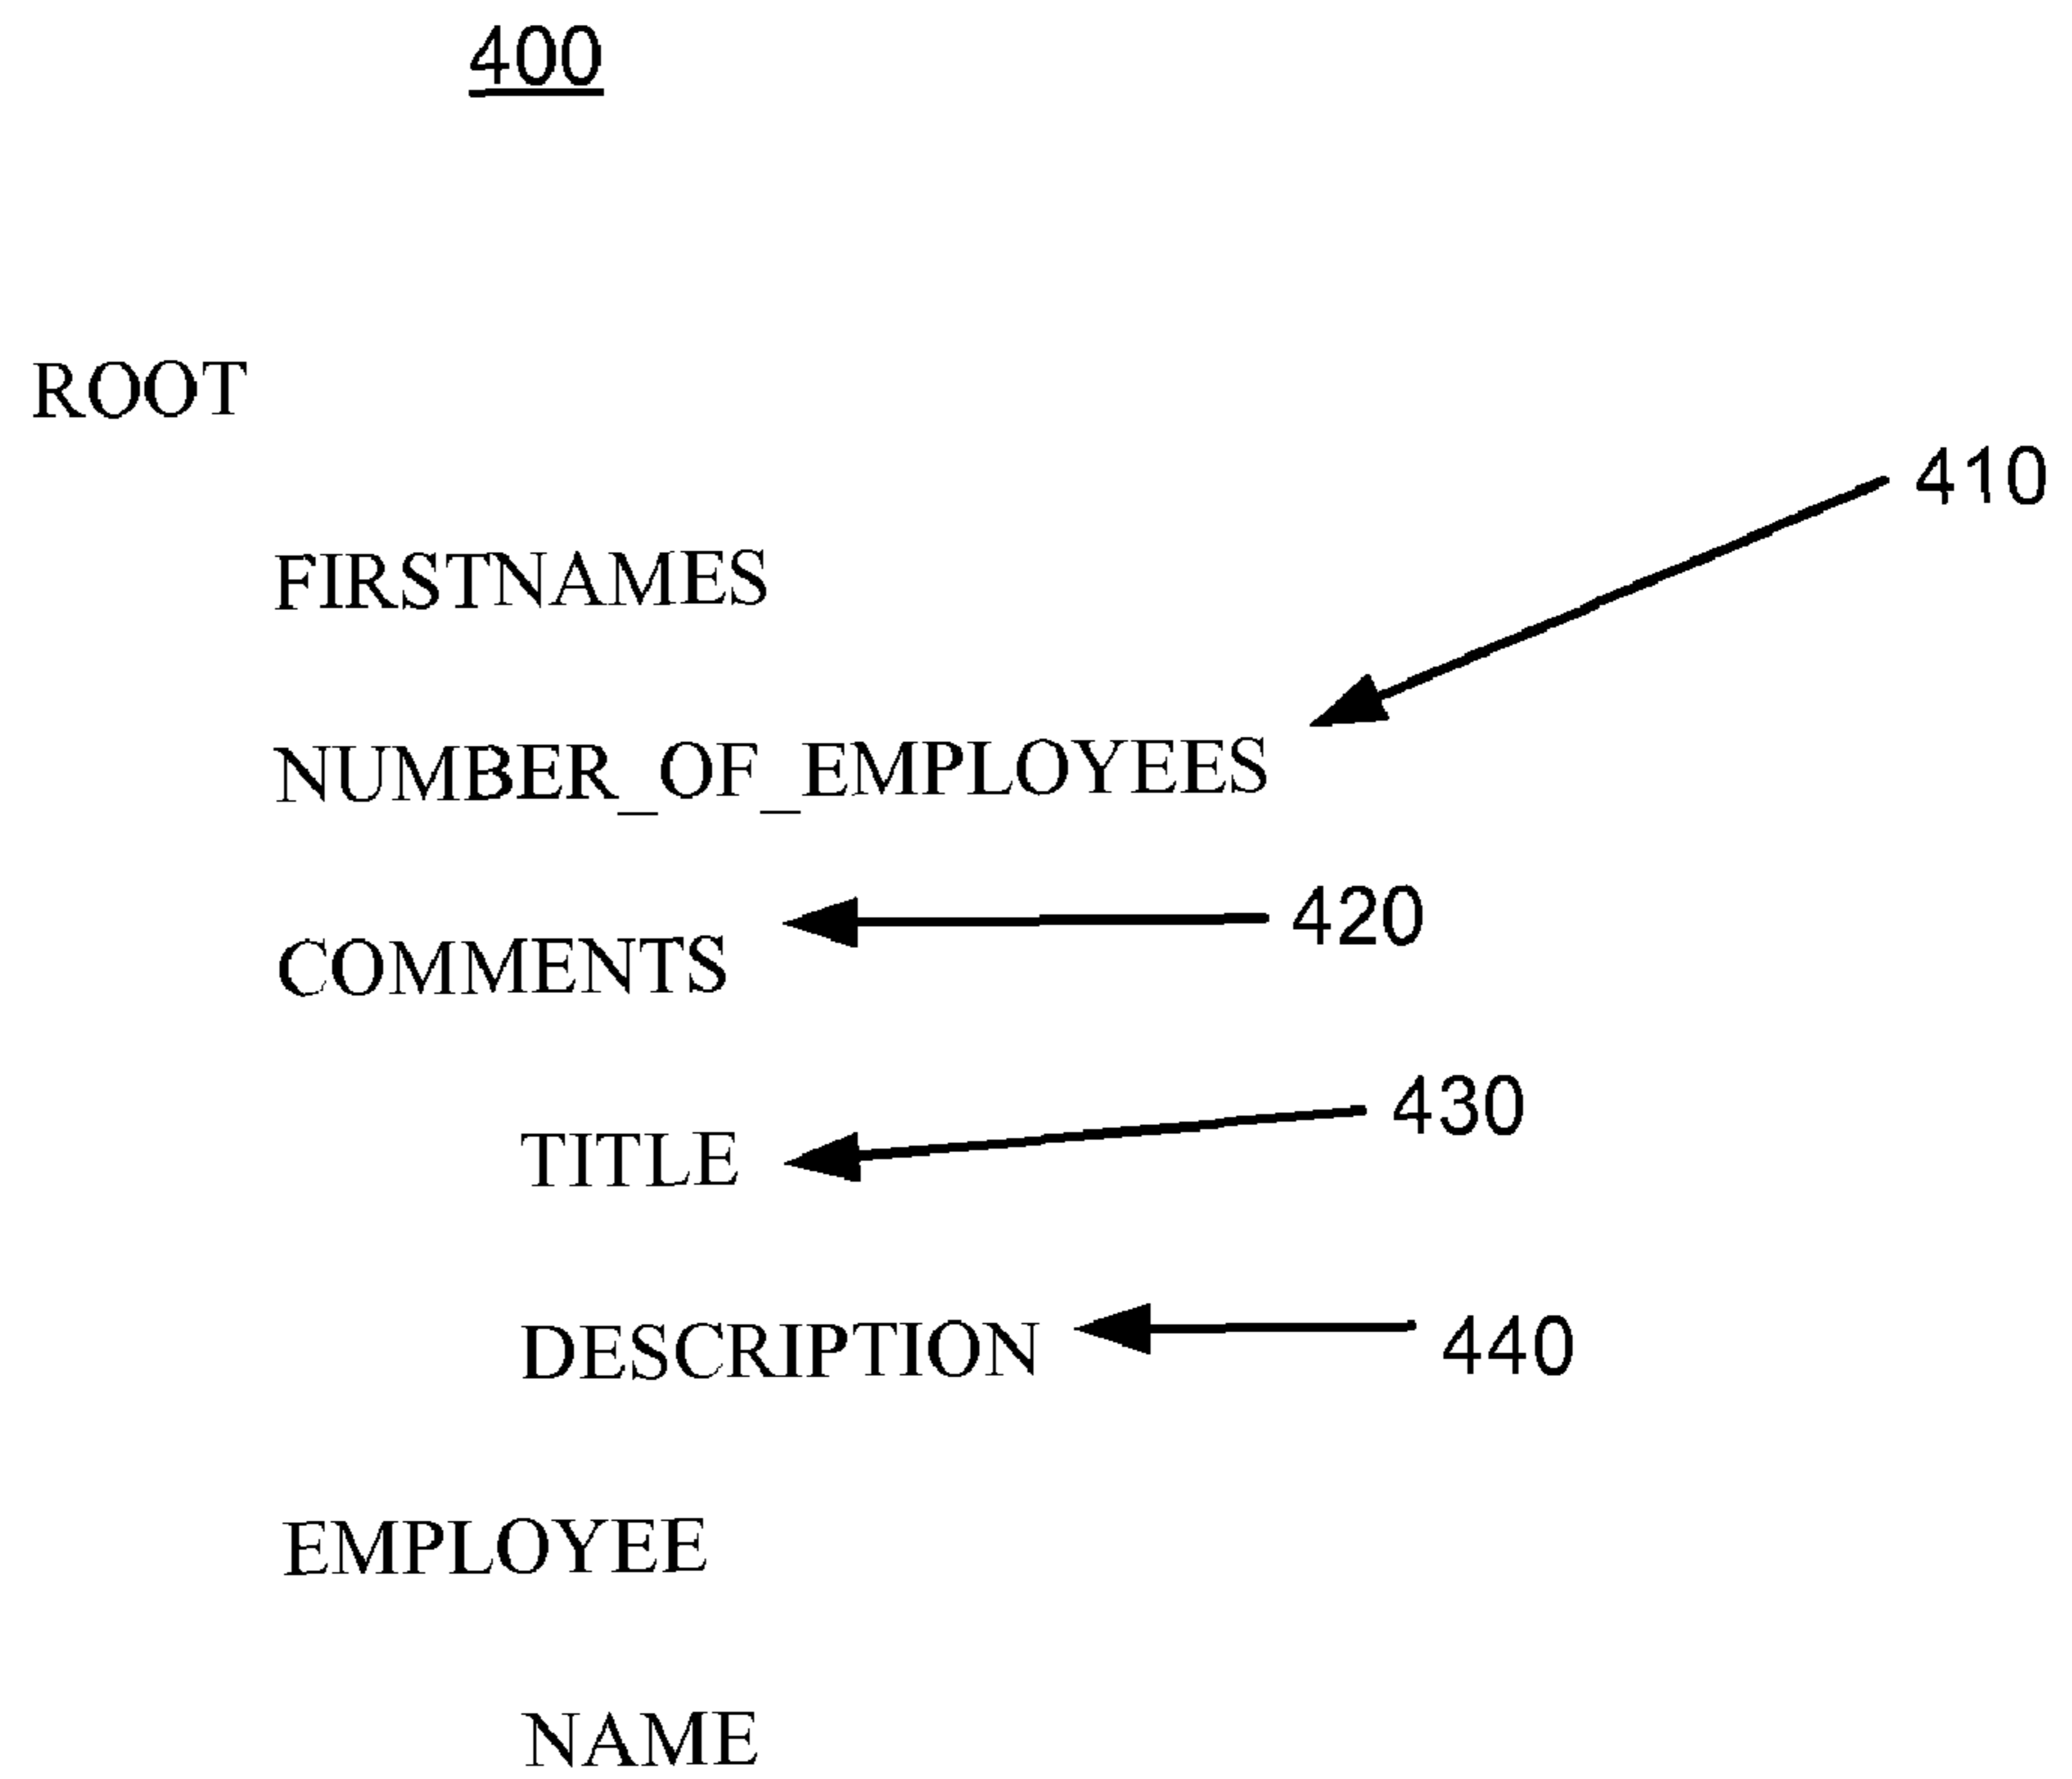 400
ROOT
410
FIRSTNAMES
NUMBER_OF_EMPLOYEES
420
COMMENTS
430
TITLE
DESCRIPTION
440
EMPLOYEE
NAME